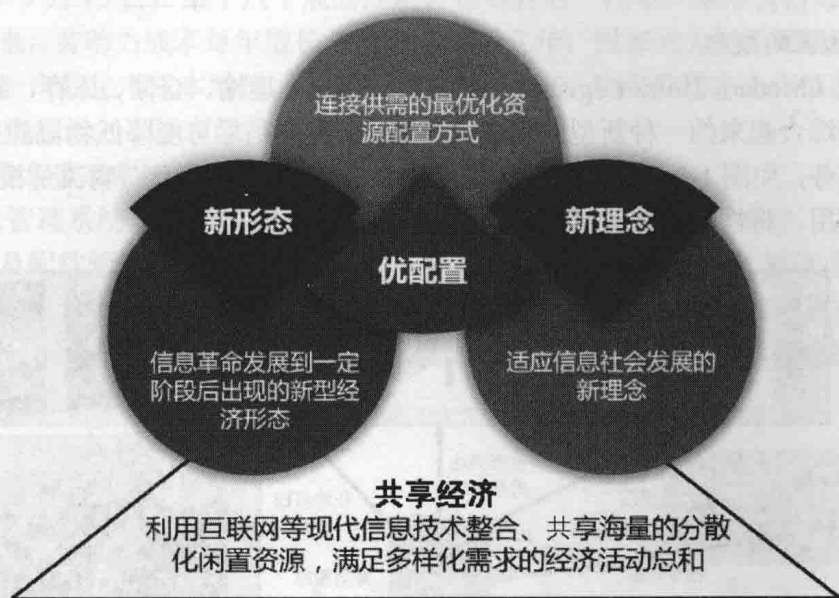 连接供需的最优化资
源配置方式
新形态
新理念
优配置
信息革命发展到一定
阶段后出现的新型经
济形态
适应信息社会发展的
新理念
共享经济
利用互联网等现代信息技术整合、共享海量的分散
化闲置资源，满足多样化需求的经济活动总和